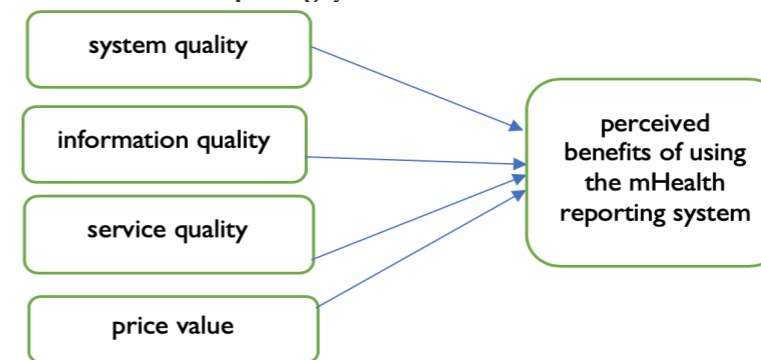 system quality
information quality
service quality
price value
perceived
benefits of using
the mHealth
reporting system